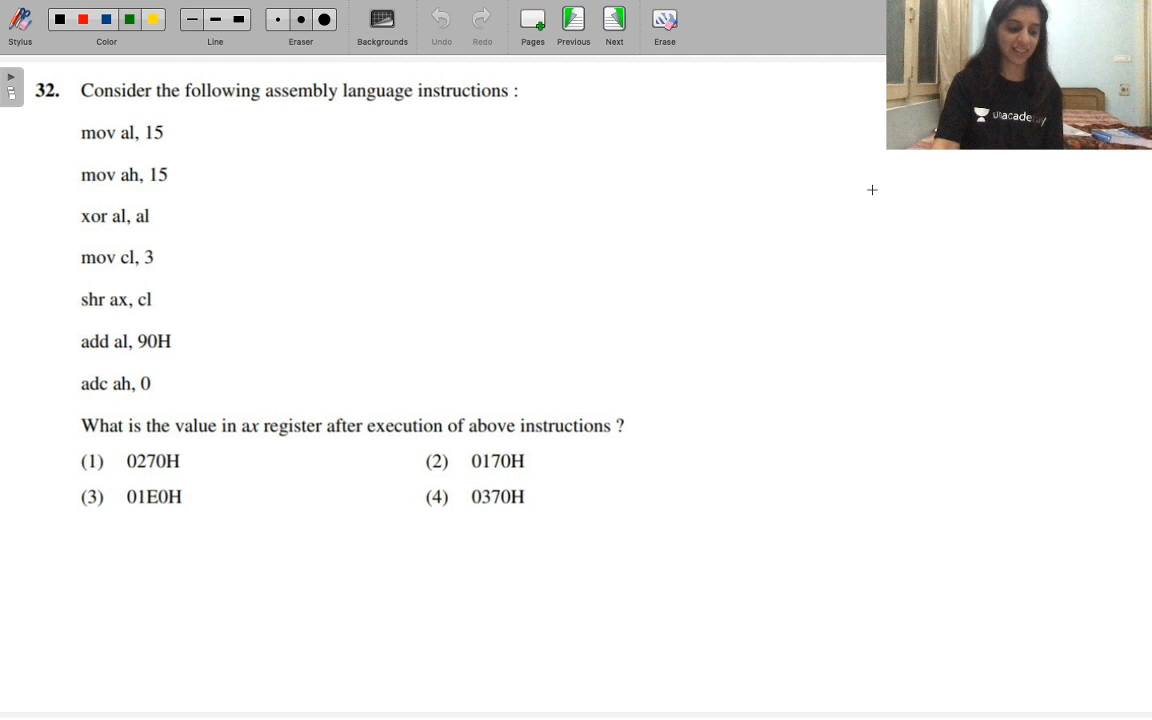 Stylus
Color
Line
Eraser
Backgrounds
Undo
Redo
Pages
Previous
Next
Erase
unacademy
32. Consider the following assembly language instructions :
mov al, 15
mov ah, 15
xor al, al
mov cl, 3
shr ax, cl
add al, 90H
adc ah, 0
What is the value in ax register after execution of above instructions ?
(1) 0270H (2) 0170H
(3) 01E0H (4) 0370H